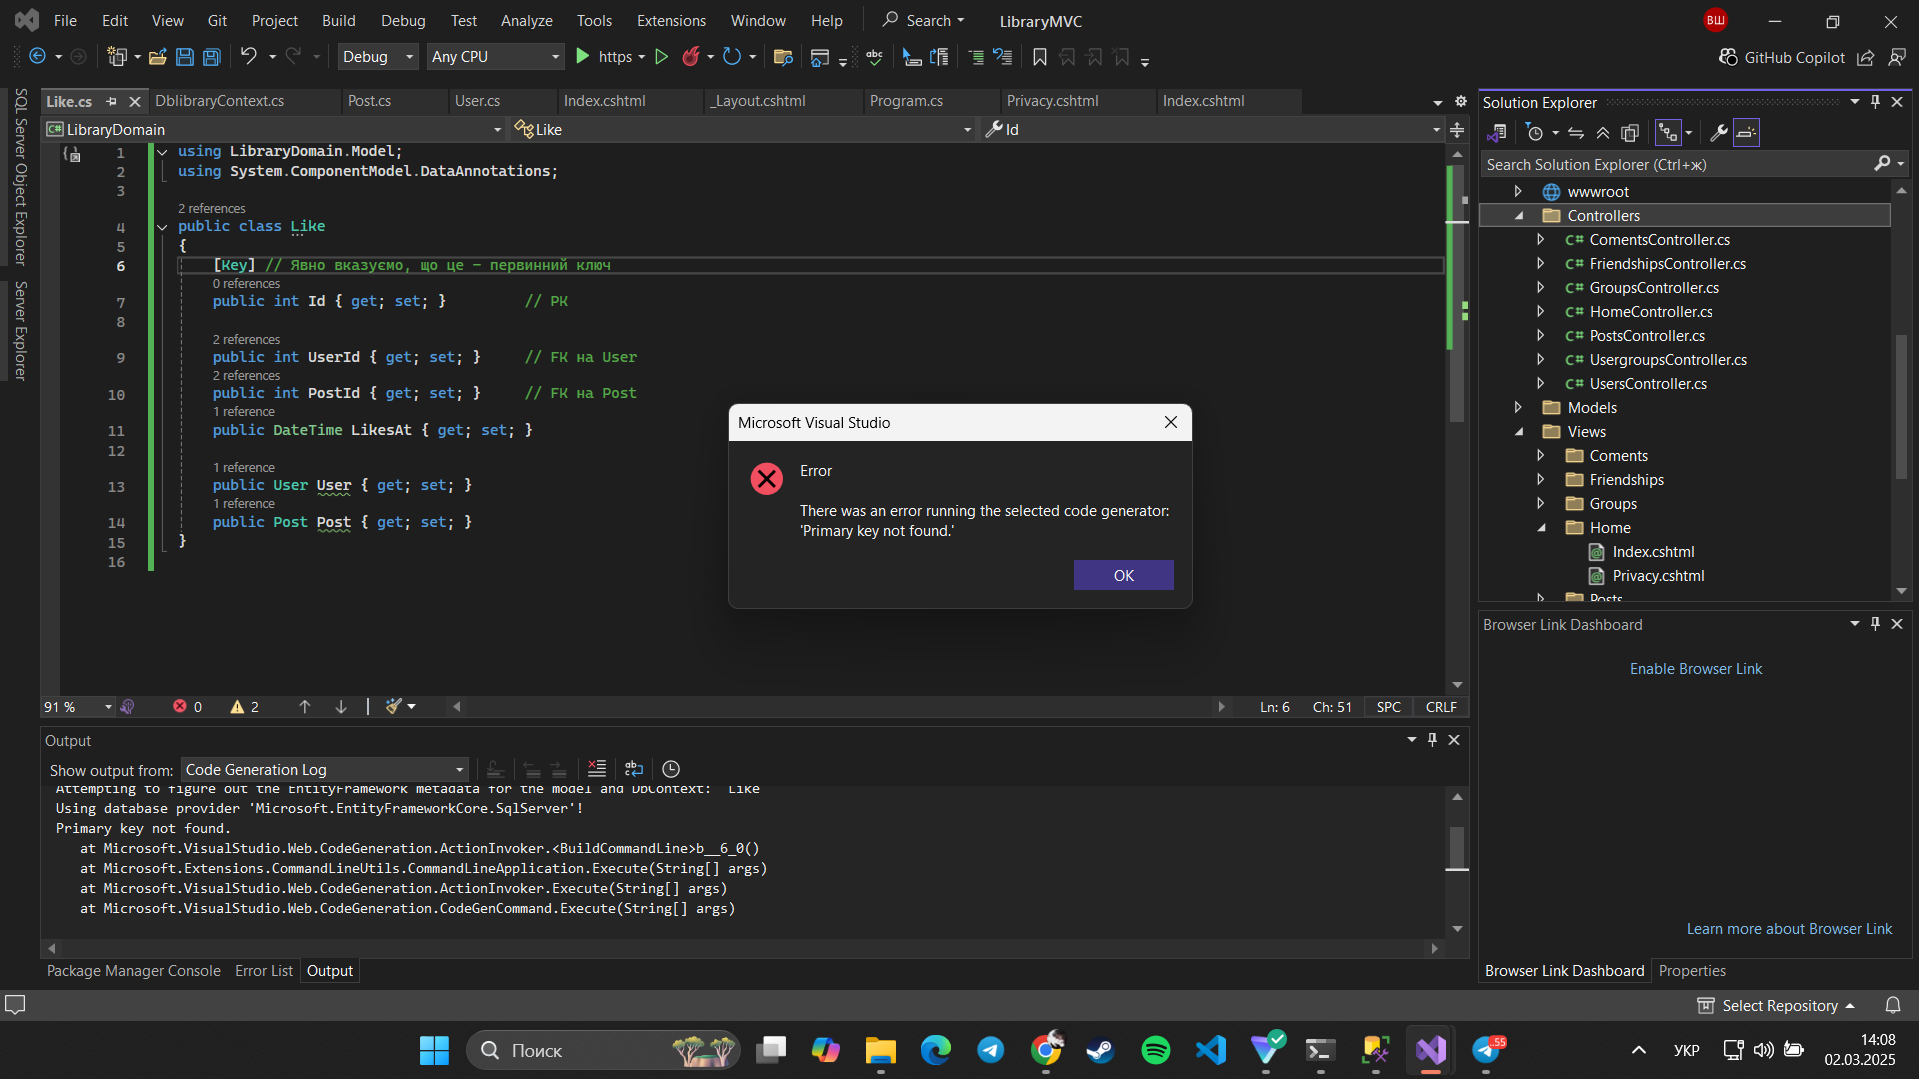 File Edit View Git Project Build Debug Test Analyze Tools Extensions Window Help Search LibraryMVC ВШ
Debug Any CPU https GitHub Copilot
SQL Server Object Explorer
Server Explorer
Like.cs DblibraryContext.cs Post.cs User.cs Index.cshtml _Layout.cshtml Program.cs Privacy.cshtml Index.cshtml
LibraryDomain Like Id
1 using LibraryDomain.Model;
2 using System.ComponentModel.DataAnnotations;
3
2 references
4 public class Like
5 {
6 [Key] // Явно вказуємо, що це – первинний ключ
0 references
7 public int Id { get; set; } // PK
8
2 references
9 public int UserId { get; set; } // FK на User
2 references
10 public int PostId { get; set; } // FK на Post
1 reference
11 public DateTime LikesAt { get; set; }
12
1 reference
13 public User User { get; set; }
1 reference
14 public Post Post { get; set; }
15 }
16
91 % 0 2 Ln: 6 Ch: 51 SPC CRLF
Microsoft Visual Studio
Error
There was an error running the selected code generator:
'Primary key not found.'
OK
Output
Show output from: Code Generation Log
Attempting to figure out the EntityFramework metadata for the model and DbContext: 'Like'
Using database provider 'Microsoft.EntityFrameworkCore.SqlServer'!
Primary key not found.
at Microsoft.VisualStudio.Web.CodeGeneration.ActionInvoker.<BuildCommandLine>b__6_0()
at Microsoft.Extensions.CommandLineUtils.CommandLineApplication.Execute(String[] args)
at Microsoft.VisualStudio.Web.CodeGeneration.ActionInvoker.Execute(String[] args)
at Microsoft.VisualStudio.Web.CodeGeneration.CodeGenCommand.Execute(String[] args)
Package Manager Console Error List Output
Solution Explorer
Search Solution Explorer (Ctrl+ж)
wwwroot
Controllers
C# ComentsController.cs
C# FriendshipsController.cs
C# GroupsController.cs
C# HomeController.cs
C# PostsController.cs
C# UsergroupsController.cs
C# UsersController.cs
Models
Views
Coments
Friendships
Groups
Home
Index.cshtml
Privacy.cshtml
Posts
Browser Link Dashboard
Enable Browser Link
Learn more about Browser Link
Browser Link Dashboard Properties
Select Repository
Поиск
55
УКР
14:08
02.03.2025